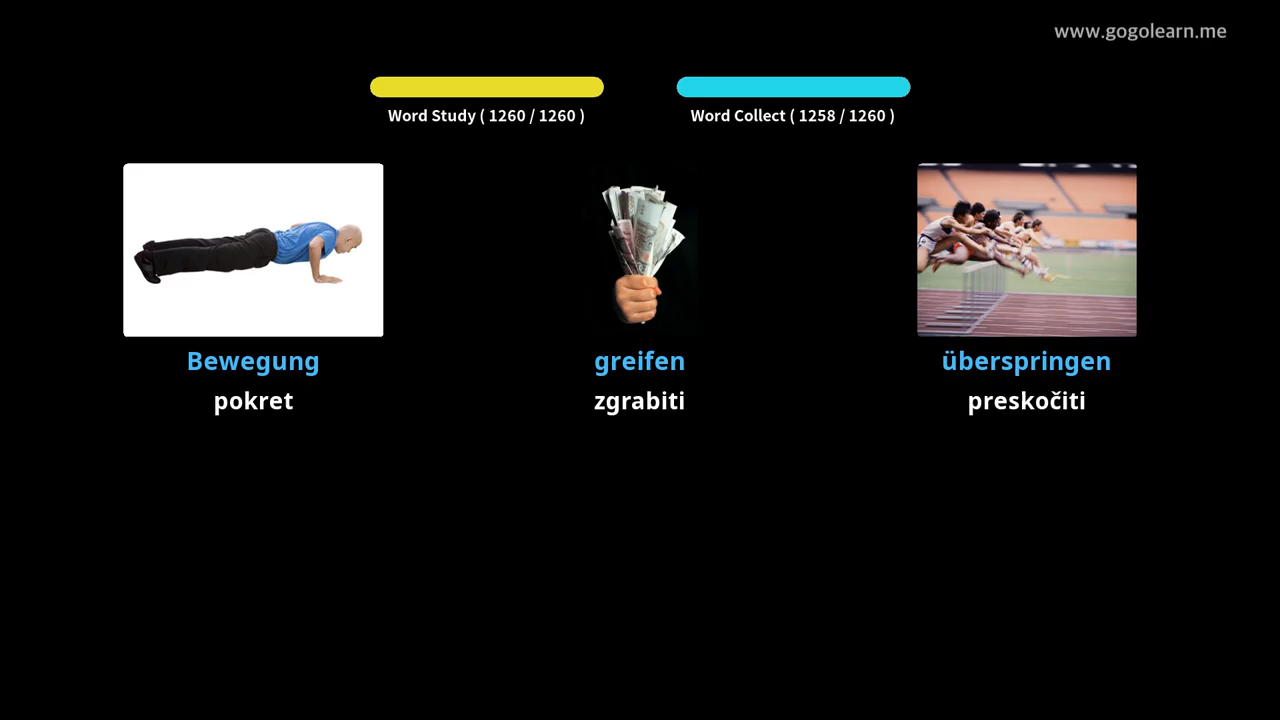 www.gogolearn.me
Word Study ( 1260 / 1260 )
Word Collect ( 1258 / 1260 )
Bewegung
pokret
greifen
zgrabiti
überspringen
preskočiti